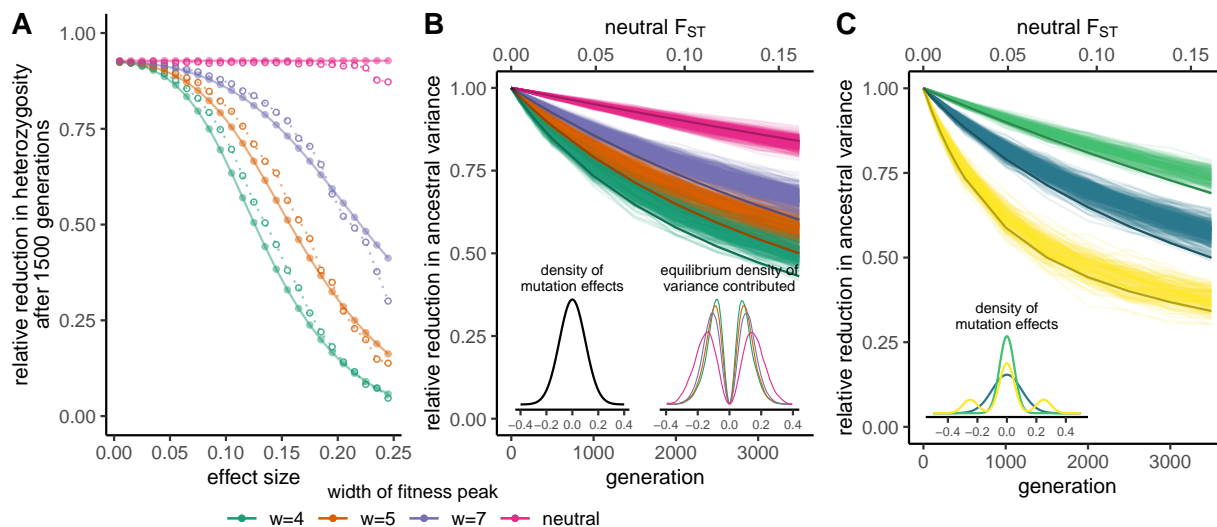 A
relative reduction in heterozygosity
after 1500 generations
1.00
0.75
0.50
0.25
0.00
0.00 0.05 0.10 0.15 0.20 0.25
effect size
B
neutral FST
0.00 0.05 0.10 0.15
relative reduction in ancestral variance
1.00
0.75
0.50
0.25
0.00
density of
mutation effects
−0.4 −0.2 0.0 0.2 0.4
equilibrium density of
variance contributed
−0.4 −0.2 0.0 0.2 0.4
0 1000 2000 3000
generation
C
neutral FST
0.00 0.05 0.10 0.15
relative reduction in ancestral variance
1.00
0.75
0.50
0.25
0.00
density of
mutation effects
−0.4 −0.2 0.0 0.2 0.4
0 1000 2000 3000
generation
width of fitness peak
w=4 w=5 w=7 neutral